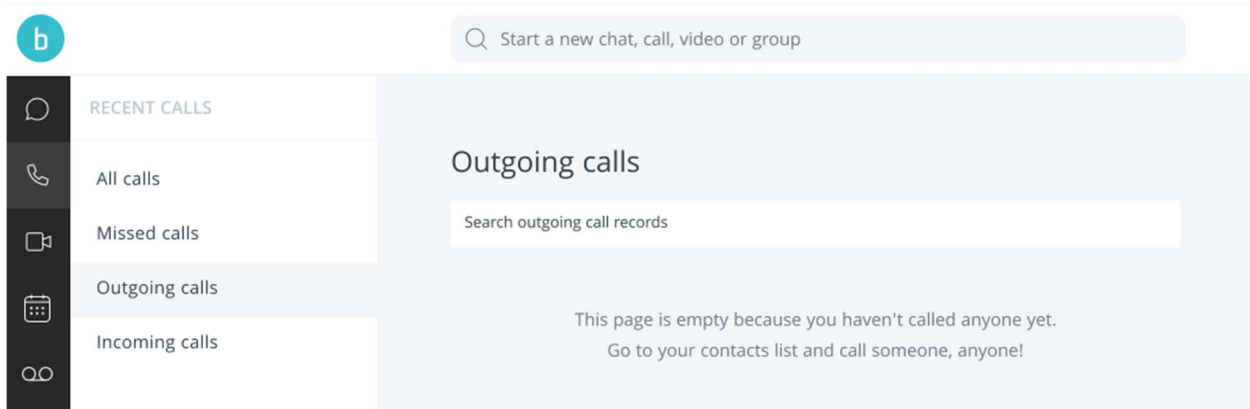 b
Start a new chat, call, video or group
RECENT CALLS
All calls
Missed calls
Outgoing calls
Incoming calls
Outgoing calls
Search outgoing call records
This page is empty because you haven't called anyone yet.
Go to your contacts list and call someone, anyone!